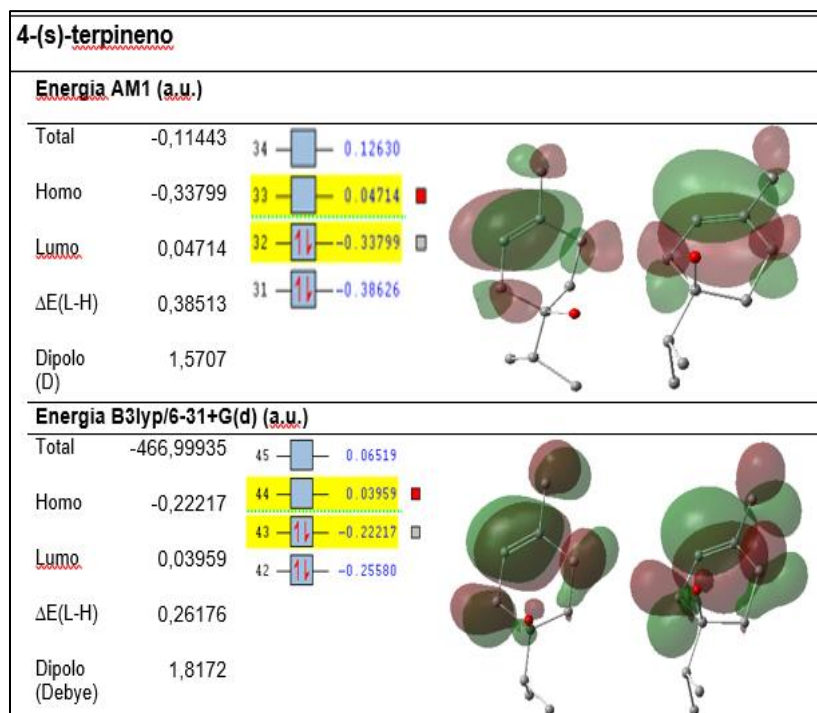 4-(s)-terpineno
Energia AM1 (a.u.)
Total -0,11443
Homo -0,33799
Lumo 0,04714
ΔE(L-H) 0,38513
Dipolo (D) 1,5707
34 0.12630
33 0.04714
32 -0.33799
31 -0.38626
Energia B3lyp/6-31+G(d) (a.u.)
Total -466,99935
Homo -0,22217
Lumo 0,03959
ΔE(L-H) 0,26176
Dipolo (Debye) 1,8172
45 0.06519
44 0.03959
43 -0.22217
42 -0.25580